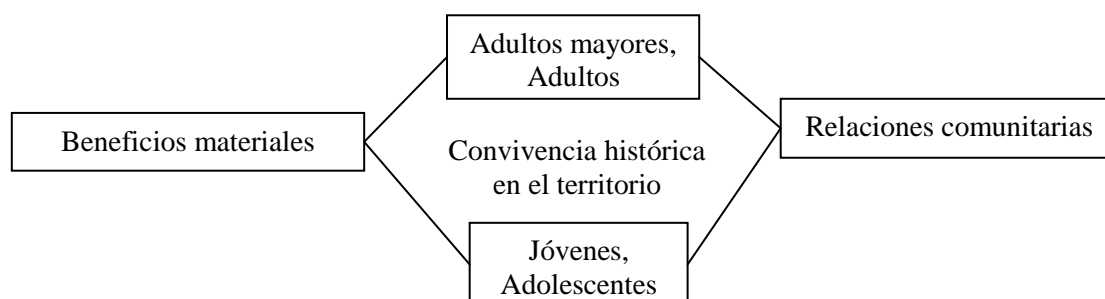 Adultos mayores,
Adultos
Beneficios materiales
Relaciones comunitarias
Convivencia histórica
en el territorio
Jóvenes,
Adolescentes